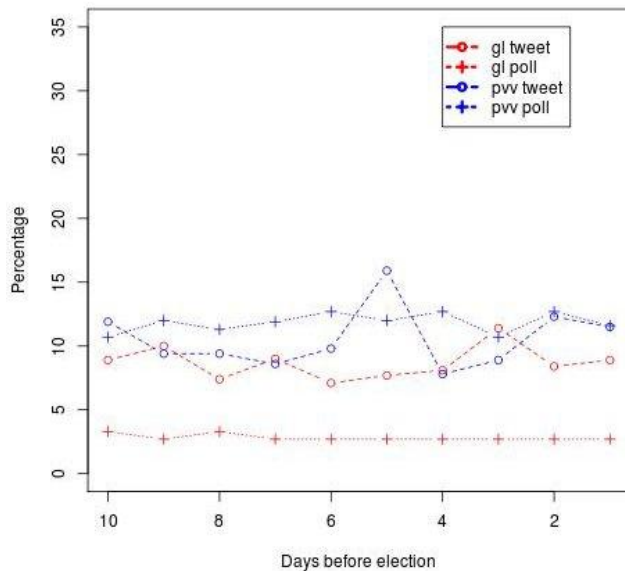 35
30
25
20
15
10
5
0
Percentage
gl tweet
gl poll
pvv tweet
pvv poll
10 8 6 4 2
Days before election